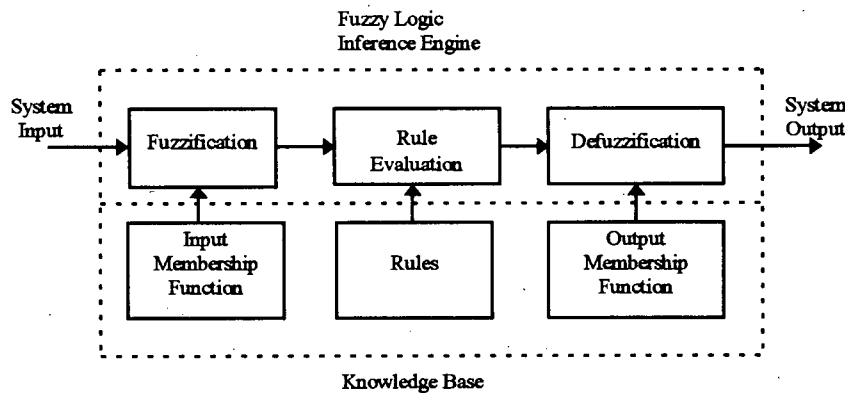 Fuzzy Logic
Inference Engine
System
Input
Fuzzification
Rule
Evaluation
Defuzzification
System
Output
Input
Membership
Function
Rules
Output
Membership
Function
Knowledge Base